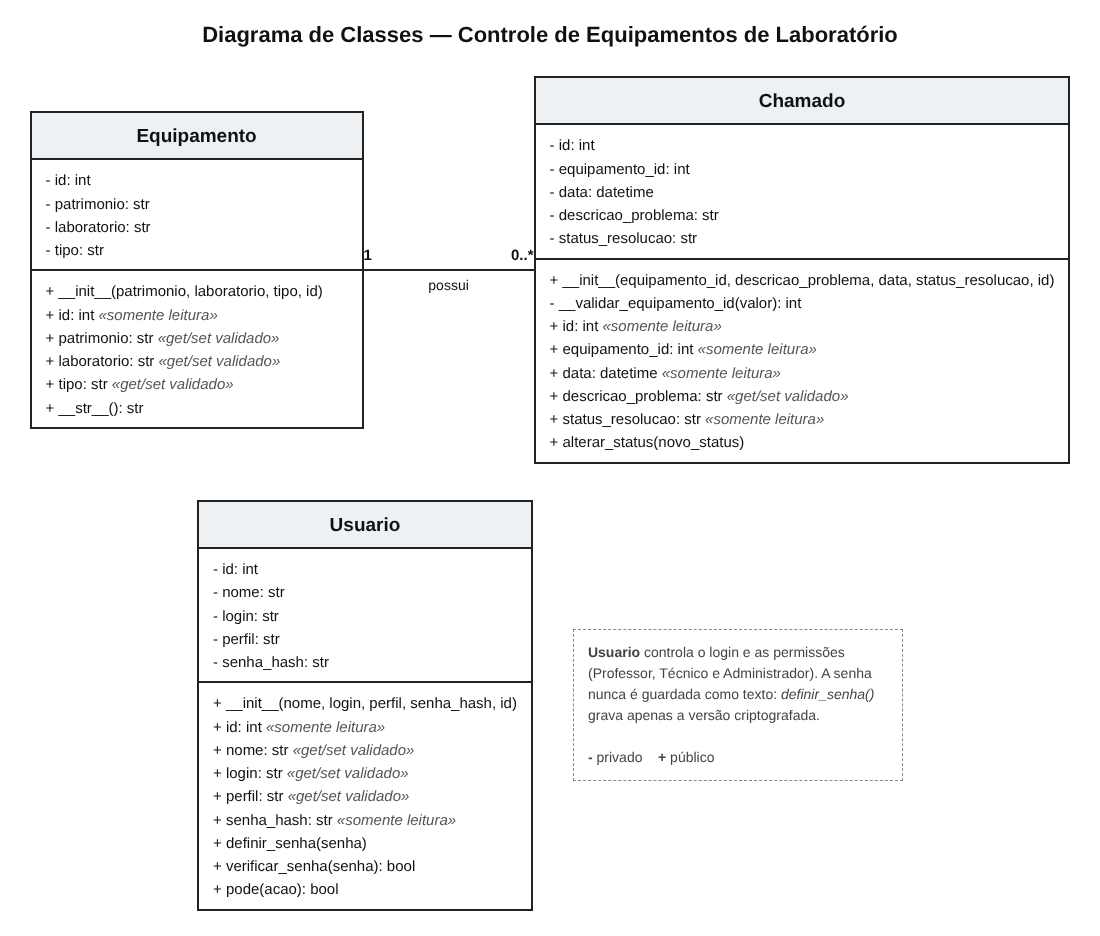 Diagrama de Classes — Controle de Equipamentos de Laboratório
Equipamento
- id: int
- patrimonio: str
- laboratorio: str
- tipo: str
+ __init__(patrimonio, laboratorio, tipo, id)
+ id: int «somente leitura»
+ patrimonio: str «get/set validado»
+ laboratorio: str «get/set validado»
+ tipo: str «get/set validado»
+ __str__(): str
1
0..*
possui
Chamado
- id: int
- equipamento_id: int
- data: datetime
- descricao_problema: str
- status_resolucao: str
+ __init__(equipamento_id, descricao_problema, data, status_resolucao, id)
- __validar_equipamento_id(valor): int
+ id: int «somente leitura»
+ equipamento_id: int «somente leitura»
+ data: datetime «somente leitura»
+ descricao_problema: str «get/set validado»
+ status_resolucao: str «somente leitura»
+ alterar_status(novo_status)
Usuario
- id: int
- nome: str
- login: str
- perfil: str
- senha_hash: str
+ __init__(nome, login, perfil, senha_hash, id)
+ id: int «somente leitura»
+ nome: str «get/set validado»
+ login: str «get/set validado»
+ perfil: str «get/set validado»
+ senha_hash: str «somente leitura»
+ definir_senha(senha)
+ verificar_senha(senha): bool
+ pode(acao): bool
Usuario controla o login e as permissões
(Professor, Técnico e Administrador). A senha
nunca é guardada como texto: definir_senha()
grava apenas a versão criptografada.
- privado + público